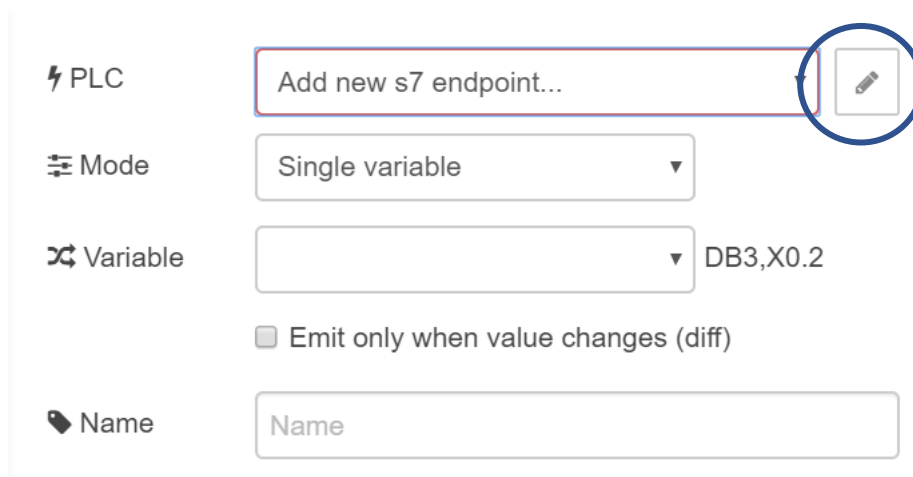 PLC Add new s7 endpoint...
Mode Single variable
Variable DB3,X0.2
Emit only when value changes (diff)
Name Name